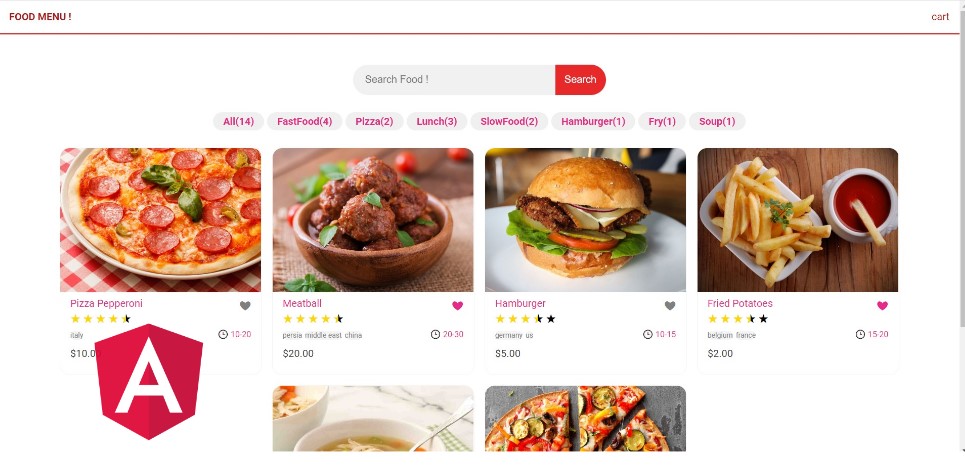 FOOD MENU !
cart
Search Food !
Search
All(14)
FastFood(4)
Pizza(2)
Lunch(3)
SlowFood(2)
Hamburger(1)
Fry(1)
Soup(1)
Pizza Pepperoni
italy
10-20
$10.00
Meatball
persia middle east china
20-30
$20.00
Hamburger
germany us
10-15
$5.00
Fried Potatoes
belgium france
15-20
$2.00
A